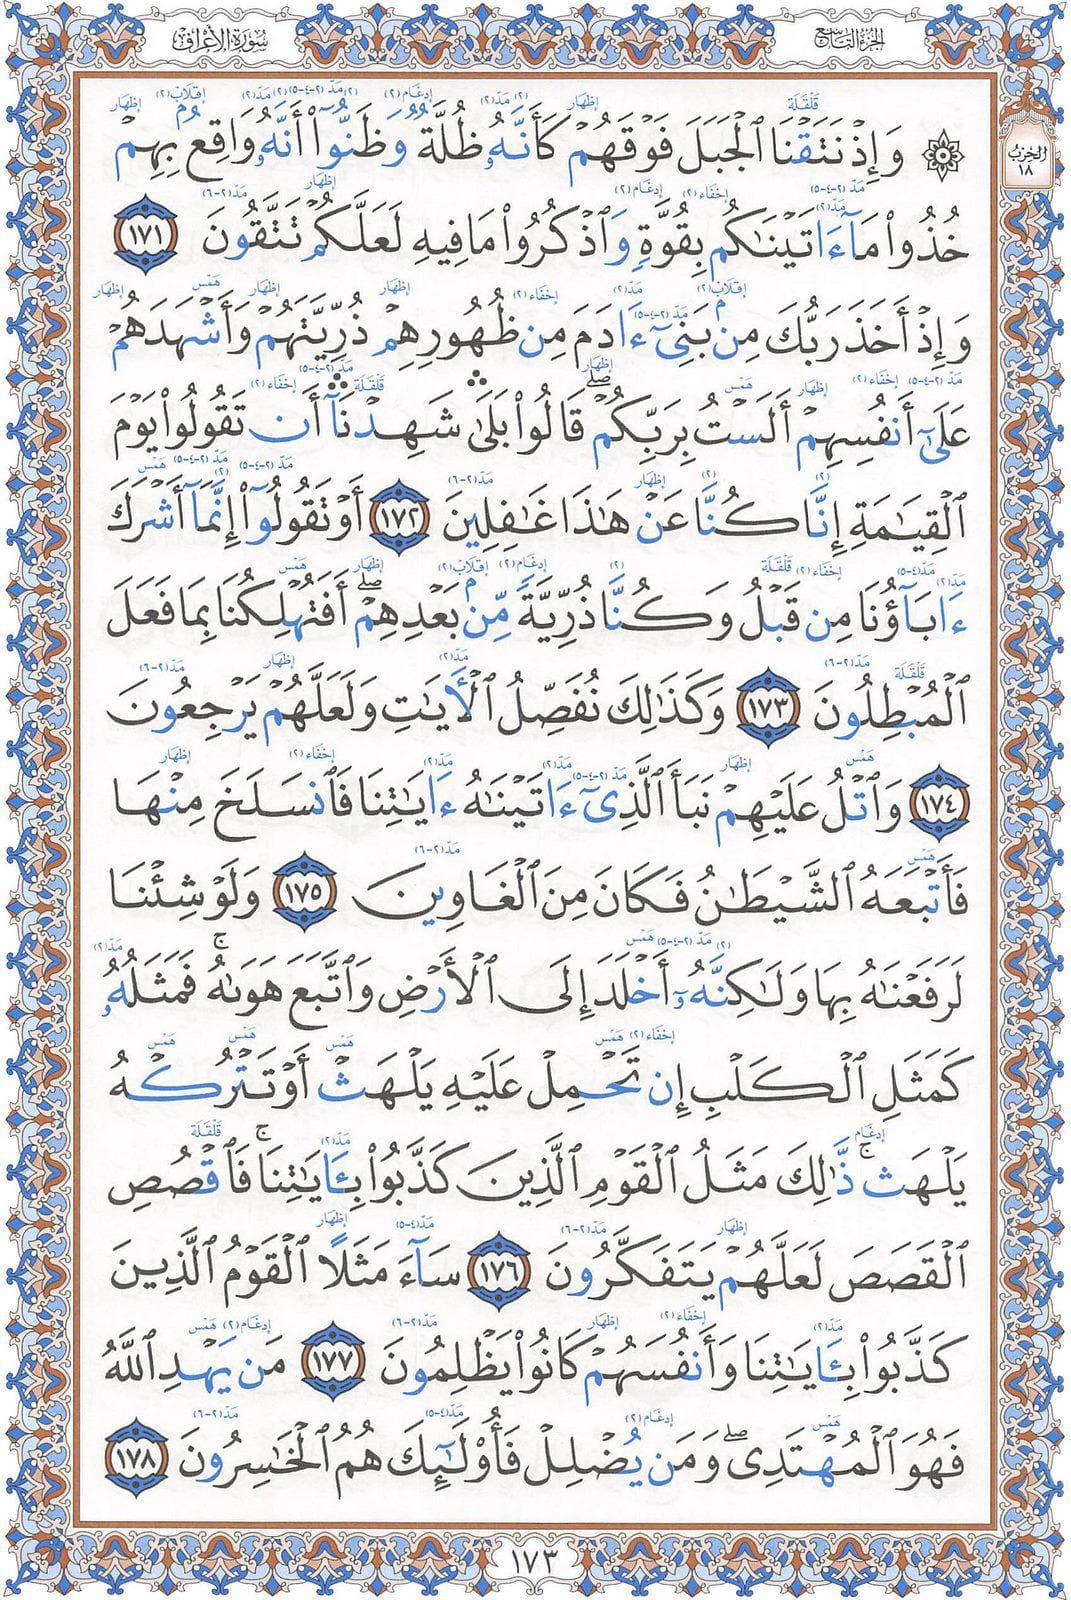 الجزء التاسع
سورة الأعراف
الحزب
١٨
۞ وَإِذْ نَتَقْنَا ٱلْجَبَلَ فَوْقَهُمْ كَأَنَّهُۥ ظُلَّةٌ وَظَنُّوٓا۟ أَنَّهُۥ وَاقِعٌۢ بِهِمْ
خُذُوا۟ مَآ ءَاتَيْنَـٰكُم بِقُوَّةٍ وَٱذْكُرُوا۟ مَا فِيهِ لَعَلَّكُمْ تَتَّقُونَ ١٧١
وَإِذْ أَخَذَ رَبُّكَ مِنۢ بَنِىٓ ءَادَمَ مِن ظُهُورِهِمْ ذُرِّيَّتَهُمْ وَأَشْهَدَهُمْ
عَلَىٰٓ أَنفُسِهِمْ أَلَسْتُ بِرَبِّكُمْ ۖ قَالُوا۟ بَلَىٰ ۛ شَهِدْنَآ ۛ أَن تَقُولُوا۟ يَوْمَ
ٱلْقِيَـٰمَةِ إِنَّا كُنَّا عَنْ هَـٰذَا غَـٰفِلِينَ ١٧٢ أَوْ تَقُولُوٓا۟ إِنَّمَآ أَشْرَكَ
ءَابَآؤُنَا مِن قَبْلُ وَكُنَّا ذُرِّيَّةً مِّنۢ بَعْدِهِمْ ۖ أَفَتُهْلِكُنَا بِمَا فَعَلَ
ٱلْمُبْطِلُونَ ١٧٣ وَكَذَٰلِكَ نُفَصِّلُ ٱلْـَٔايَـٰتِ وَلَعَلَّهُمْ يَرْجِعُونَ
١٧٤ وَٱتْلُ عَلَيْهِمْ نَبَأَ ٱلَّذِىٓ ءَاتَيْنَـٰهُ ءَايَـٰتِنَا فَٱنسَلَخَ مِنْهَا
فَأَتْبَعَهُ ٱلشَّيْطَـٰنُ فَكَانَ مِنَ ٱلْغَاوِينَ ١٧٥ وَلَوْ شِئْنَا
لَرَفَعْنَـٰهُ بِهَا وَلَـٰكِنَّهُۥٓ أَخْلَدَ إِلَى ٱلْأَرْضِ وَٱتَّبَعَ هَوَىٰهُ ۚ فَمَثَلُهُۥ
كَمَثَلِ ٱلْكَلْبِ إِن تَحْمِلْ عَلَيْهِ يَلْهَثْ أَوْ تَتْرُكْهُ
يَلْهَث ۚ ذَّٰلِكَ مَثَلُ ٱلْقَوْمِ ٱلَّذِينَ كَذَّبُوا۟ بِـَٔايَـٰتِنَا ۚ فَٱقْصُصِ
ٱلْقَصَصَ لَعَلَّهُمْ يَتَفَكَّرُونَ ١٧٦ سَآءَ مَثَلًا ٱلْقَوْمُ ٱلَّذِينَ
كَذَّبُوا۟ بِـَٔايَـٰتِنَا وَأَنفُسَهُمْ كَانُوا۟ يَظْلِمُونَ ١٧٧ مَن يَهْدِ ٱللَّهُ
فَهُوَ ٱلْمُهْتَدِى ۖ وَمَن يُضْلِلْ فَأُو۟لَـٰٓئِكَ هُمُ ٱلْخَـٰسِرُونَ ١٧٨
١٧٣